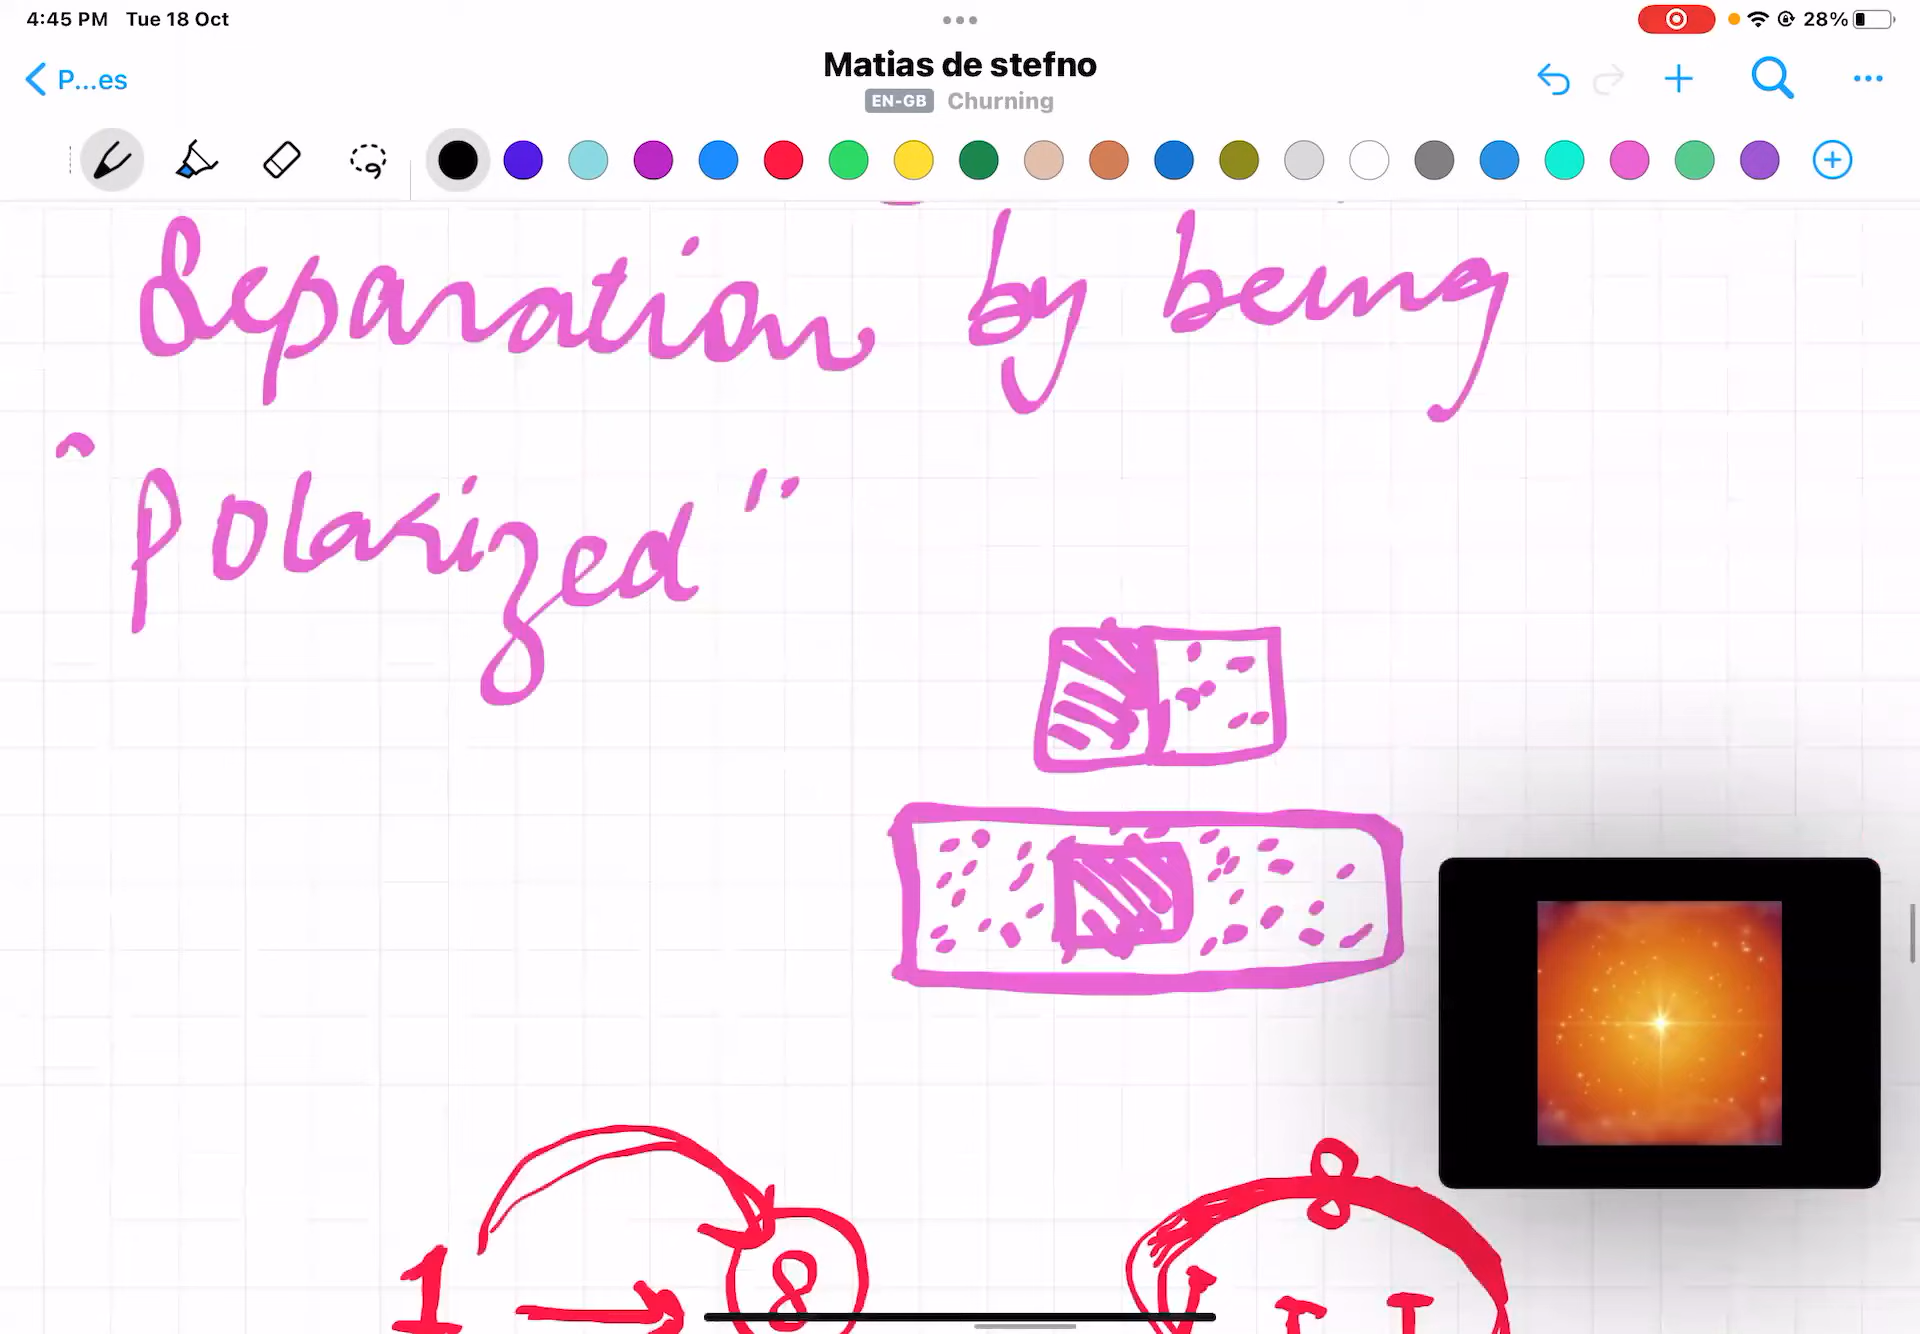 4:45 PM Tue 18 Oct
28%
P...es
Matias de stefno
EN-GB Churning
Separation by being
"Polarized"
8
1 → 8